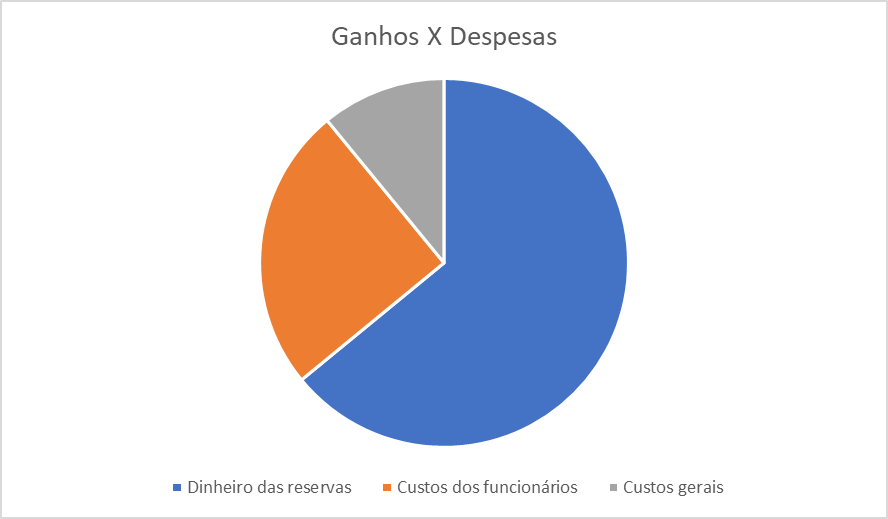 Ganhos X Despesas
Dinheiro das reservas
Custos dos funcionários
Custos gerais